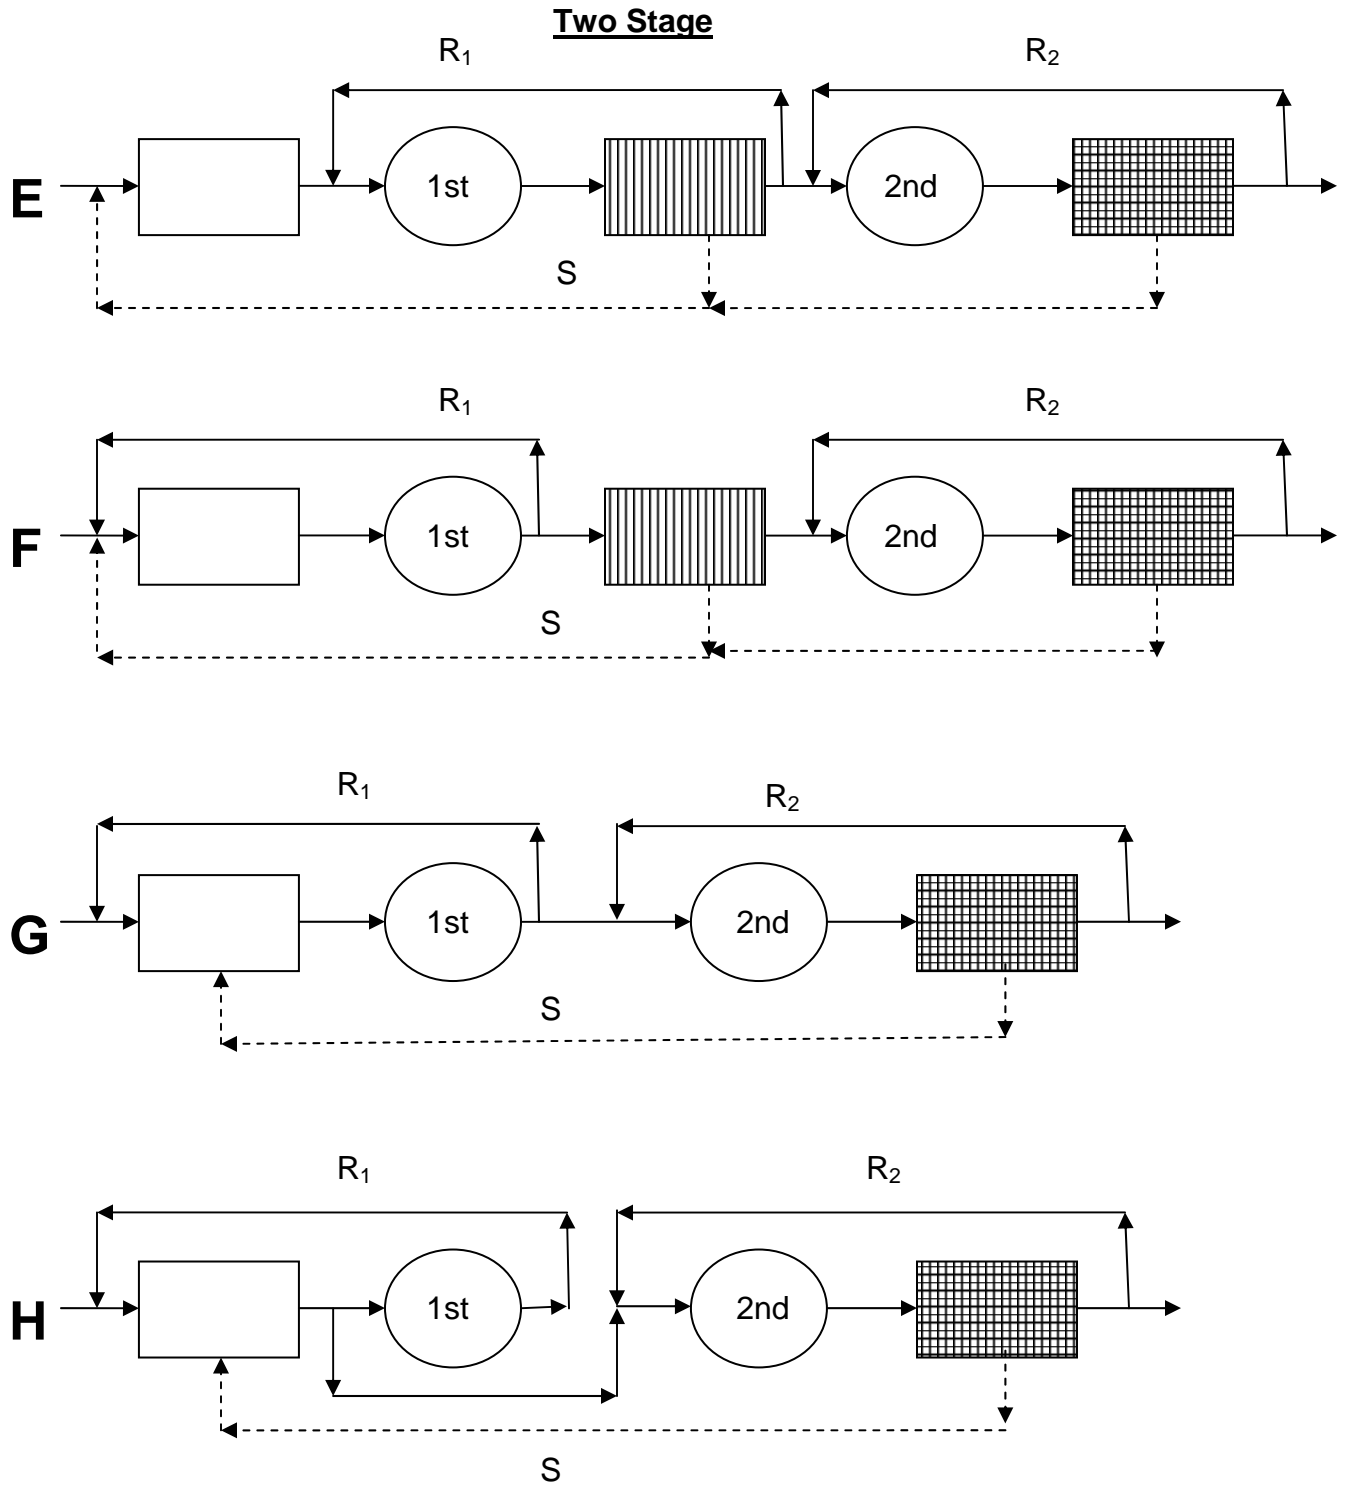 Two Stage
R₁ R₂
E 1st 2nd
S
R₁ R₂
F 1st 2nd
S
R₁ R₂
G 1st 2nd
S
R₁ R₂
H 1st 2nd
S